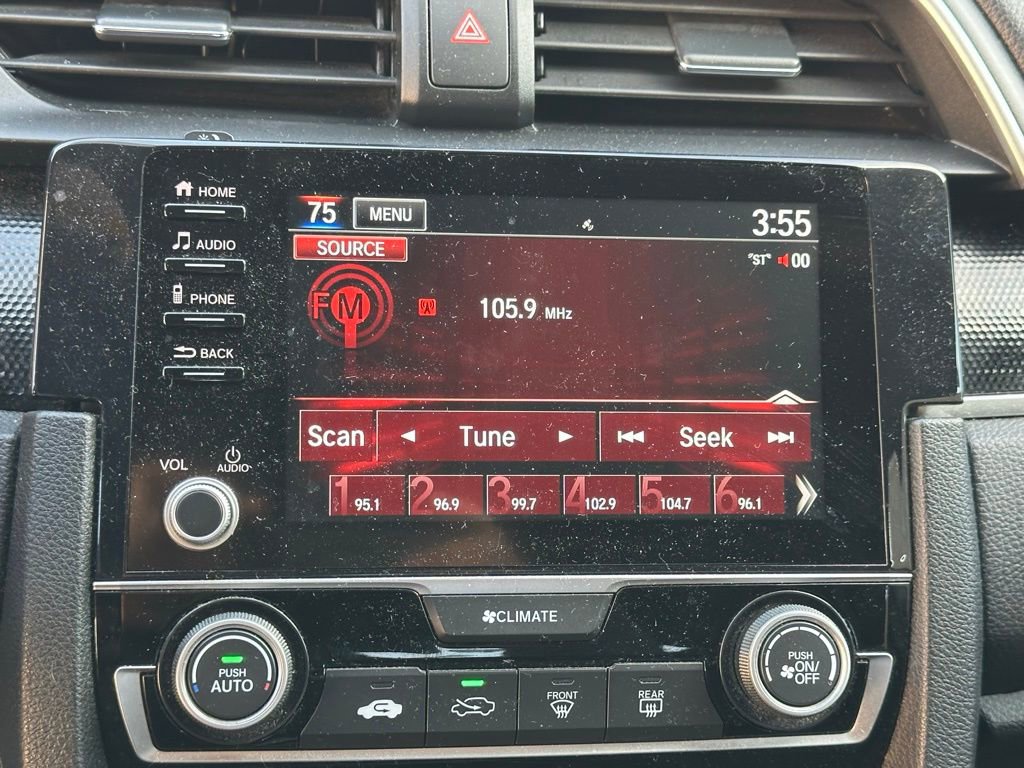 HOME
75 MENU 3:55
AUDIO
SOURCE
"ST" 00
PHONE
FM 105.9 MHz
BACK
Scan Tune Seek
VOL AUDIO
1 95.1 2 96.9 3 99.7 4 102.9 5 104.7 6 96.1
CLIMATE
PUSH
AUTO
FRONT
REAR
PUSH
ON/
OFF